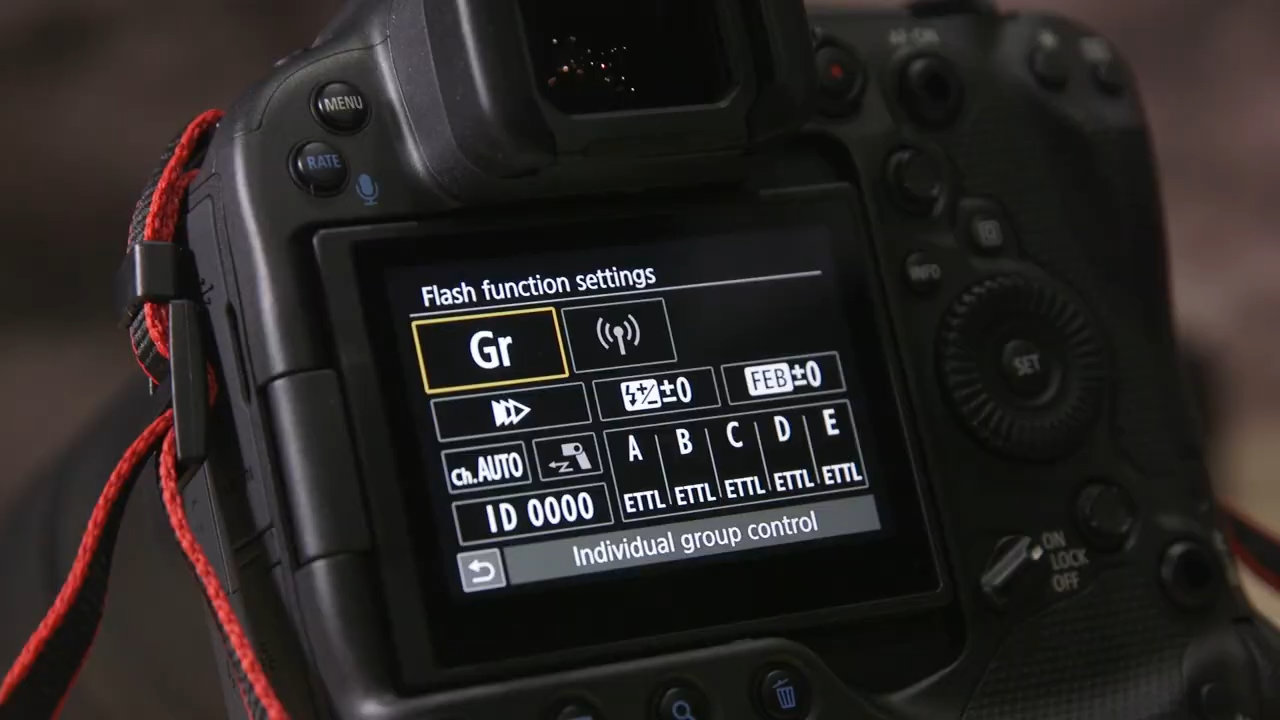 AF-ON
MENU
RATE
Flash function settings
Gr
±0
FEB±0
INFO
A B C D E
Ch.AUTO
ETTL ETTL ETTL ETTL ETTL
ID 0000
SET
Individual group control
ON
LOCK
OFF